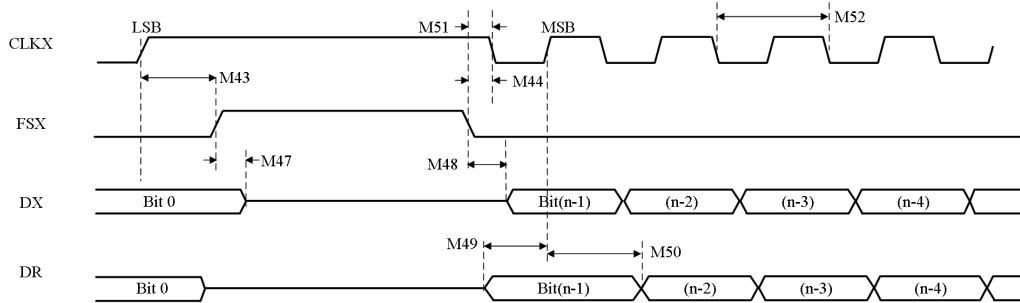 LSB M51 MSB M52
CLKX
M43 M44
FSX
M47 M48
DX Bit 0 Bit(n-1) (n-2) (n-3) (n-4)
M49 M50
DR Bit 0 Bit(n-1) (n-2) (n-3) (n-4)